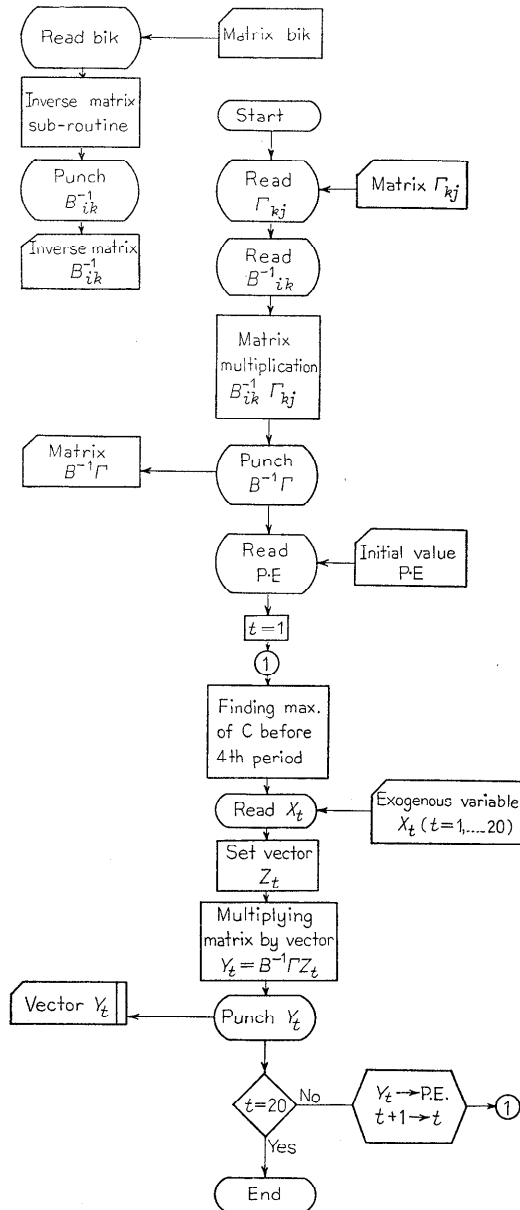 Read bik
Matrix bik
Inverse matrix
sub-routine
Punch
B⁻¹ik
Inverse matrix
B⁻¹ik
Start
Read
Γkj
Matrix Γkj
Read
B⁻¹ik
Matrix
multiplication
B⁻¹ik Γkj
Punch
B⁻¹Γ
Matrix
B⁻¹Γ
Read
P·E
Initial value
P·E
t=1
1
Finding max.
of C before
4th period
Read Xt
Exogenous variable
Xt (t=1,.....20)
Set vector
Zt
Multiplying
matrix by vector
Yt=B⁻¹ΓZt
Punch Yt
Vector Yt
t=20
No
Yt→P.E.
t+1→t
1
Yes
End